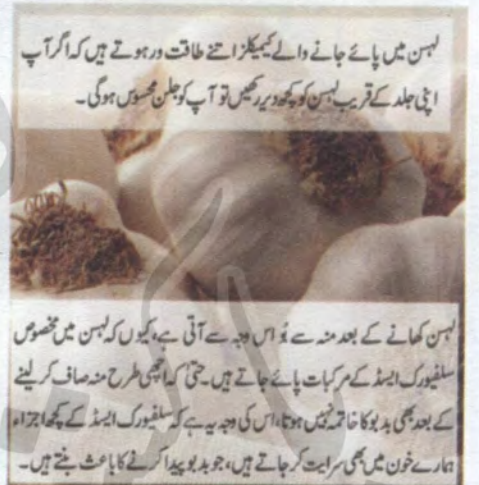 لہسن میں پائے جانے والے کیمیکلز اتنے طاقت ور ہوتے ہیں کہ اگر آپ
اپنی جلد کے قریب لہسن کو کچھ دیر رکھیں تو آپ کو جلن محسوس ہوگی۔
لہسن کھانے کے بعد منہ سے بُو اس وجہ سے آتی ہے، کیوں کہ لہسن میں مخصوص
سلفیورک ایسڈ کے مرکبات پائے جاتے ہیں۔ حتیٰ کہ اچھی طرح منہ صاف کر لینے
کے بعد بھی بدبو کا خاتمہ نہیں ہوتا، اس کی وجہ یہ ہے کہ سلفیورک ایسڈ کے کچھ اجزاء
ہمارے خون میں بھی سرایت کر جاتے ہیں، جو بدبو پیدا کرنے کا باعث بنتے ہیں۔